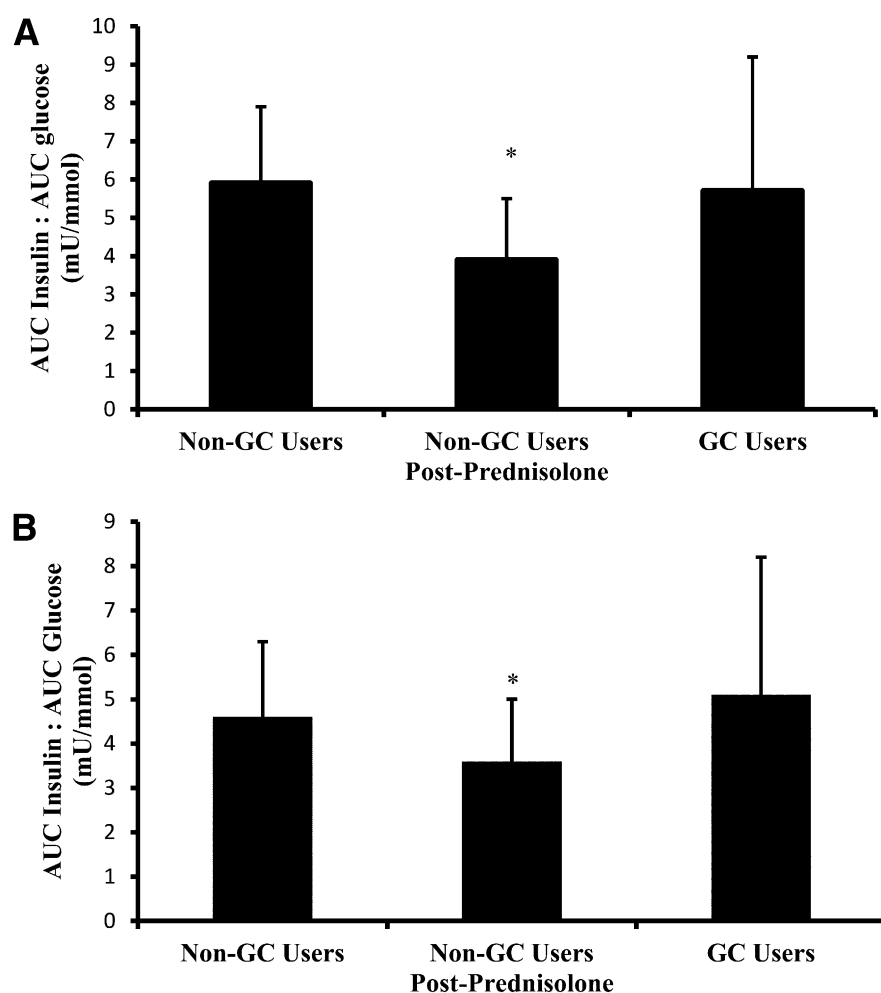 A
AUC Insulin : AUC glucose
(mU/mmol)
10
9
8
7
6
5
4
3
2
1
0
*
Non-GC Users
Non-GC Users
Post-Prednisolone
GC Users
B
AUC Insulin : AUC Glucose
(mU/mmol)
9
8
7
6
5
4
3
2
1
0
*
Non-GC Users
Non-GC Users
Post-Prednisolone
GC Users